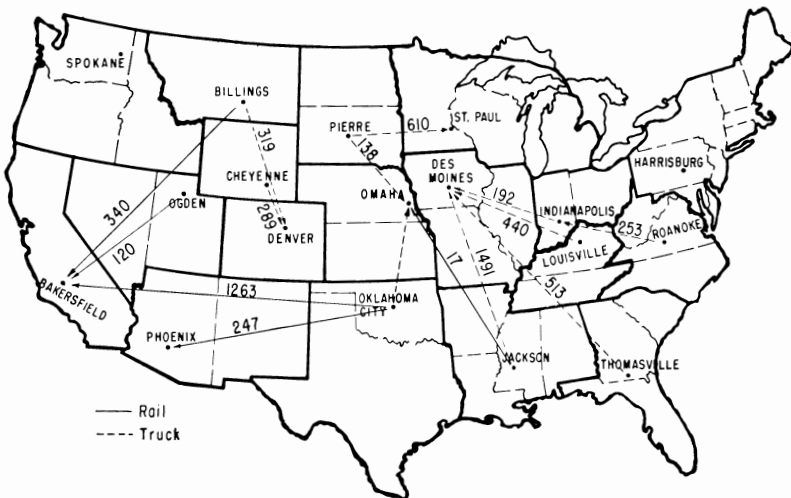 SPOKANE
BILLINGS
PIERRE
610
ST. PAUL
319
138
CHEYENNE
OMAHA
DES
MOINES
HARRISBURG
192
INDIANAPOLIS
340
OGDEN
289
DENVER
440
253
ROANOKE
LOUISVILLE
120
17
1491
BAKERSFIELD
1263
OKLAHOMA
CITY
513
PHOENIX
247
JACKSON
THOMASVILLE
Rail
Truck